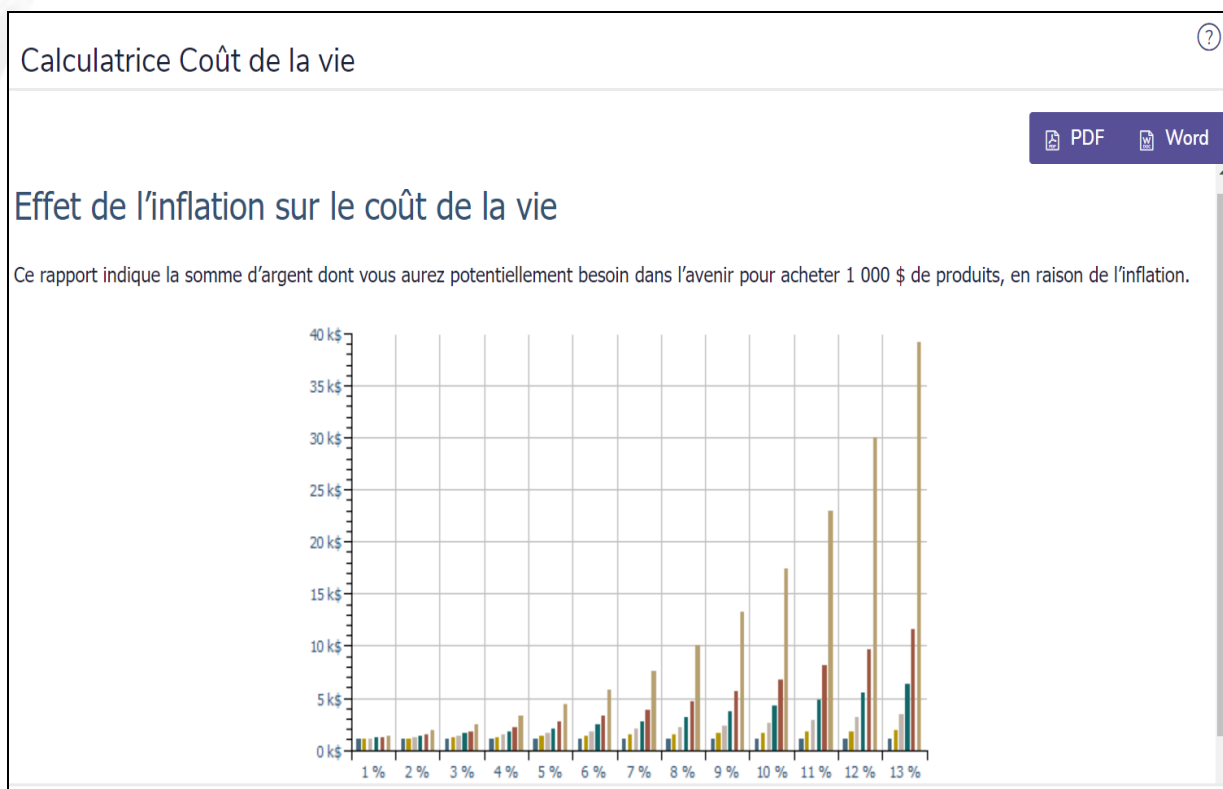 ?
Calculatrice Coût de la vie
PDF Word
Effet de l'inflation sur le coût de la vie
Ce rapport indique la somme d'argent dont vous aurez potentiellement besoin dans l'avenir pour acheter 1 000 $ de produits, en raison de l'inflation.
40 k$
35 k$
30 k$
25 k$
20 k$
15 k$
10 k$
5 k$
0 k$
1 % 2 % 3 % 4 % 5 % 6 % 7 % 8 % 9 % 10 % 11 % 12 % 13 %